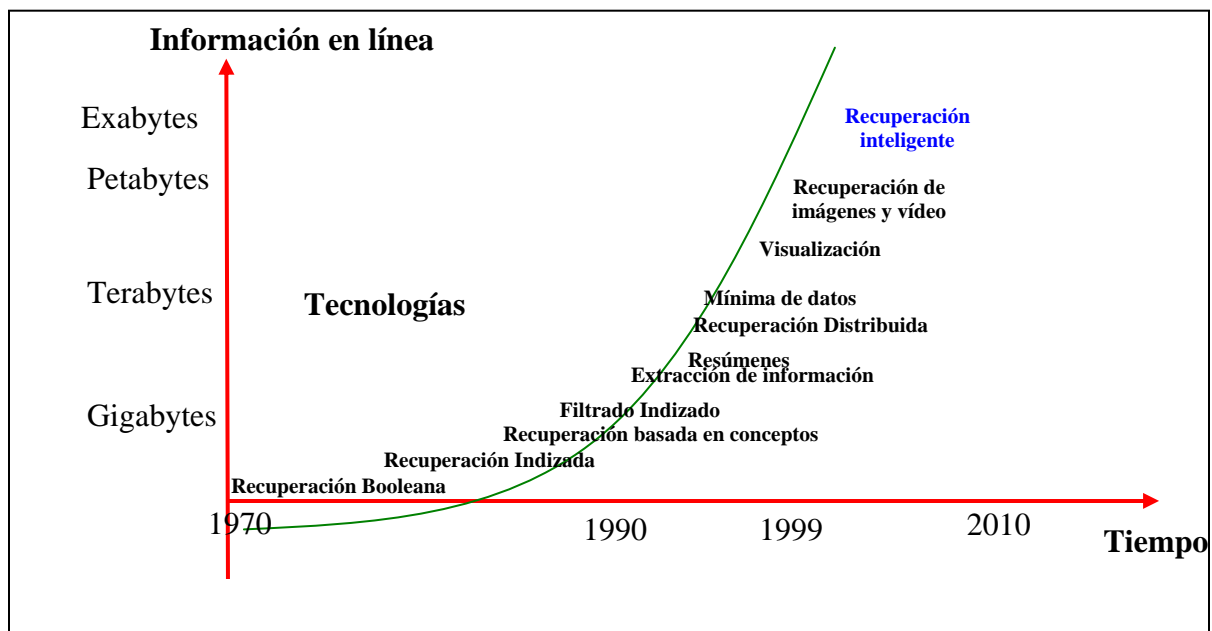 Información en línea
Exabytes
Recuperación
inteligente
Petabytes
Recuperación de
imágenes y vídeo
Visualización
Terabytes
Tecnologías
Mínima de datos
Recuperación Distribuida
Resúmenes
Extracción de información
Gigabytes
Filtrado Indizado
Recuperación basada en conceptos
Recuperación Indizada
Recuperación Booleana
1970
1990
1999
2010
Tiempo